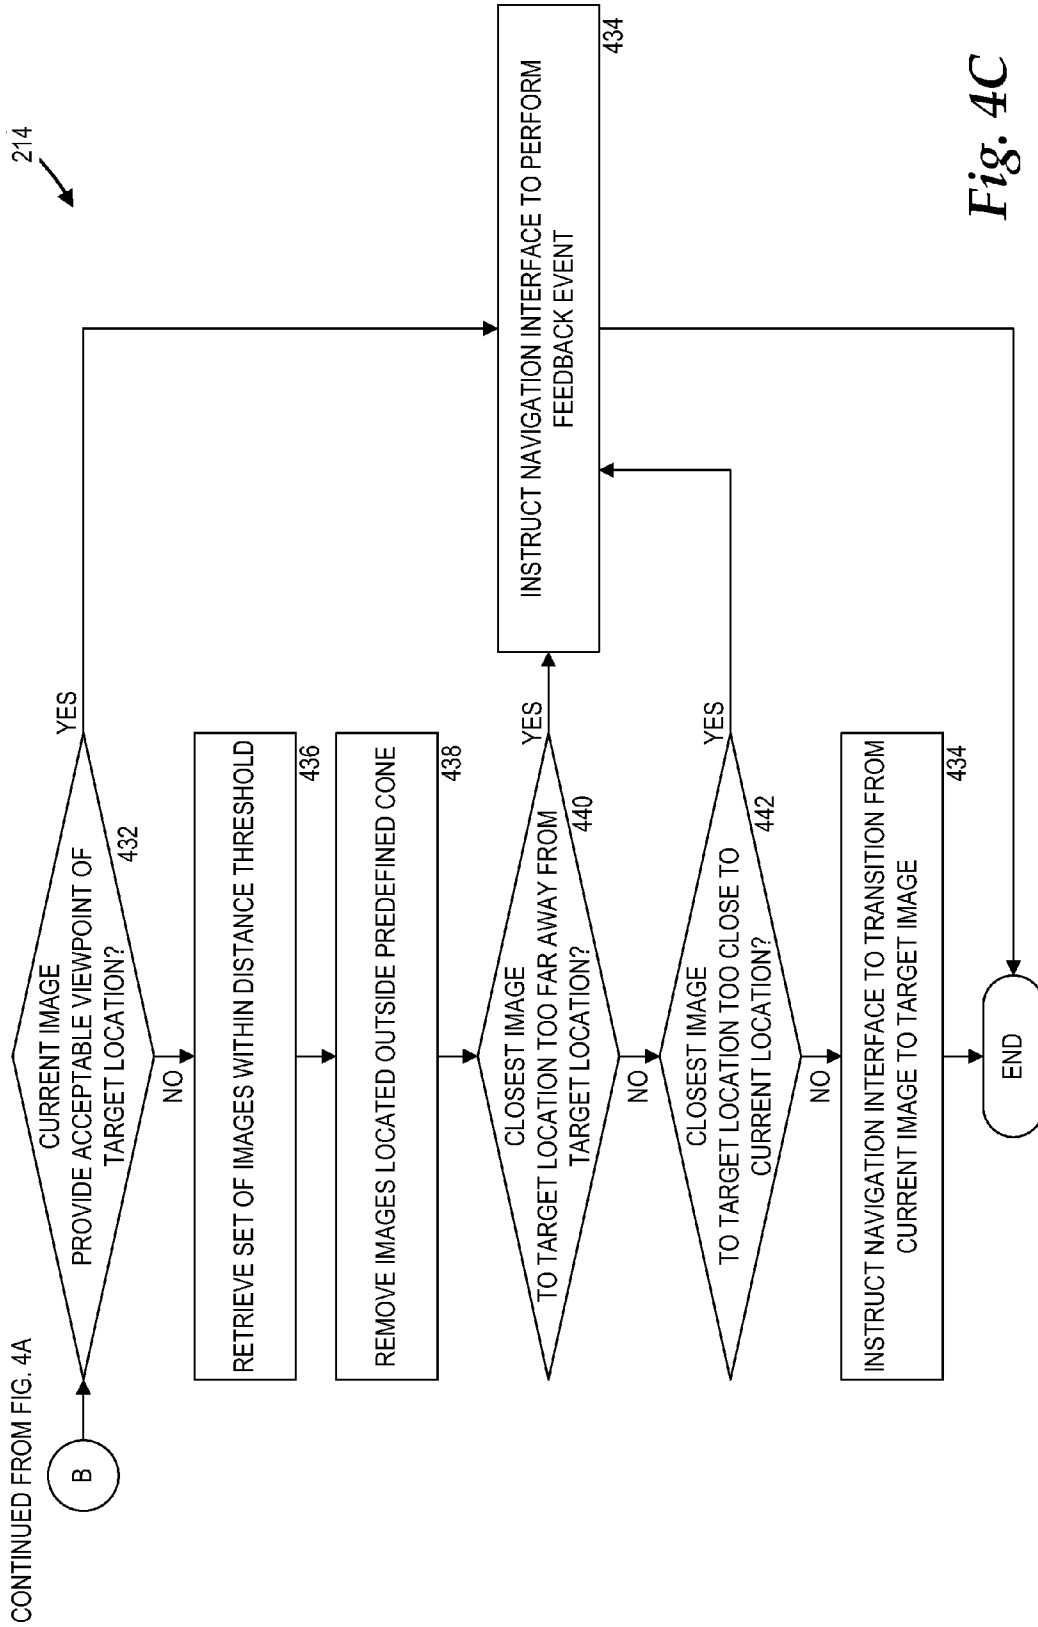 CONTINUED FROM FIG. 4A
214
B
CURRENT IMAGE
PROVIDE ACCEPTABLE VIEWPOINT OF
TARGET LOCATION?
432
YES
NO
RETRIEVE SET OF IMAGES WITHIN DISTANCE THRESHOLD
436
REMOVE IMAGES LOCATED OUTSIDE PREDEFINED CONE
438
CLOSEST IMAGE
TO TARGET LOCATION TOO FAR AWAY FROM
TARGET LOCATION?
440
YES
NO
INSTRUCT NAVIGATION INTERFACE TO PERFORM
FEEDBACK EVENT
434
CLOSEST IMAGE
TO TARGET LOCATION TOO CLOSE TO
CURRENT LOCATION?
442
YES
NO
INSTRUCT NAVIGATION INTERFACE TO TRANSITION FROM
CURRENT IMAGE TO TARGET IMAGE
434
END
Fig. 4C